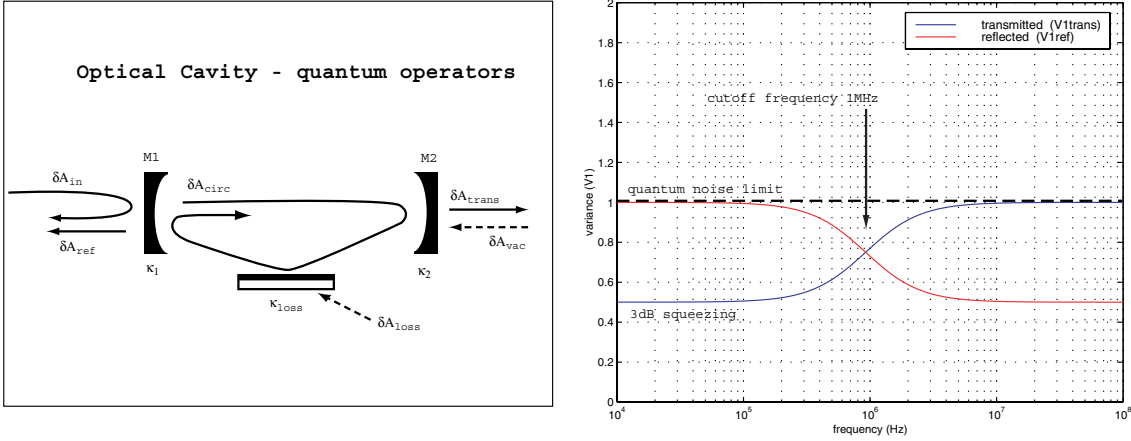 Optical Cavity - quantum operators
M1
M2
δA_in
δA_circ
δA_trans
δA_ref
δA_vac
κ_1
κ_2
κ_loss
δA_loss
transmitted (V1trans)
reflected (V1ref)
cutoff frequency 1MHz
quantum noise limit
3dB squeezing
variance (V1)
2
1.8
1.6
1.4
1.2
1
0.8
0.6
0.4
0.2
0
10^4
10^5
10^6
10^7
10^8
frequency (Hz)